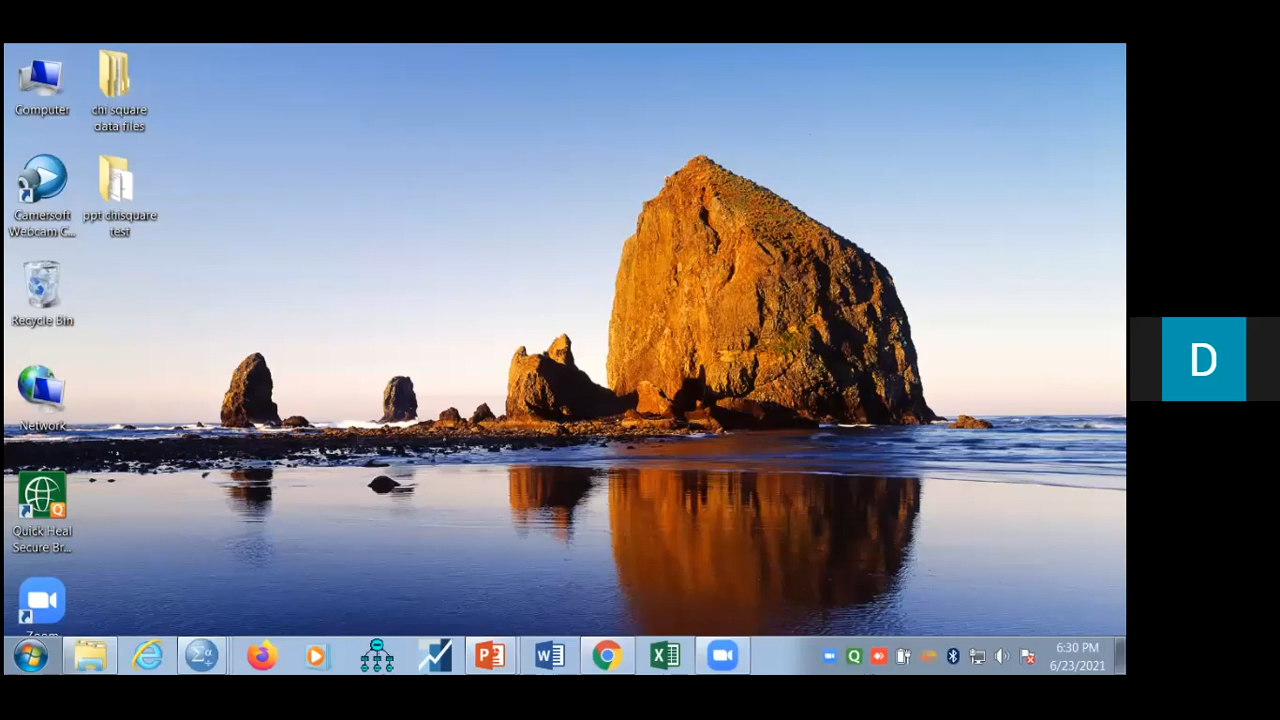 Computer
chi square
data files
Camersoft
Webcam C...
ppt chisquare
test
Recycle Bin
Network
Quick Heal
Secure Br...
Zoom
D
6:30 PM
6/23/2021